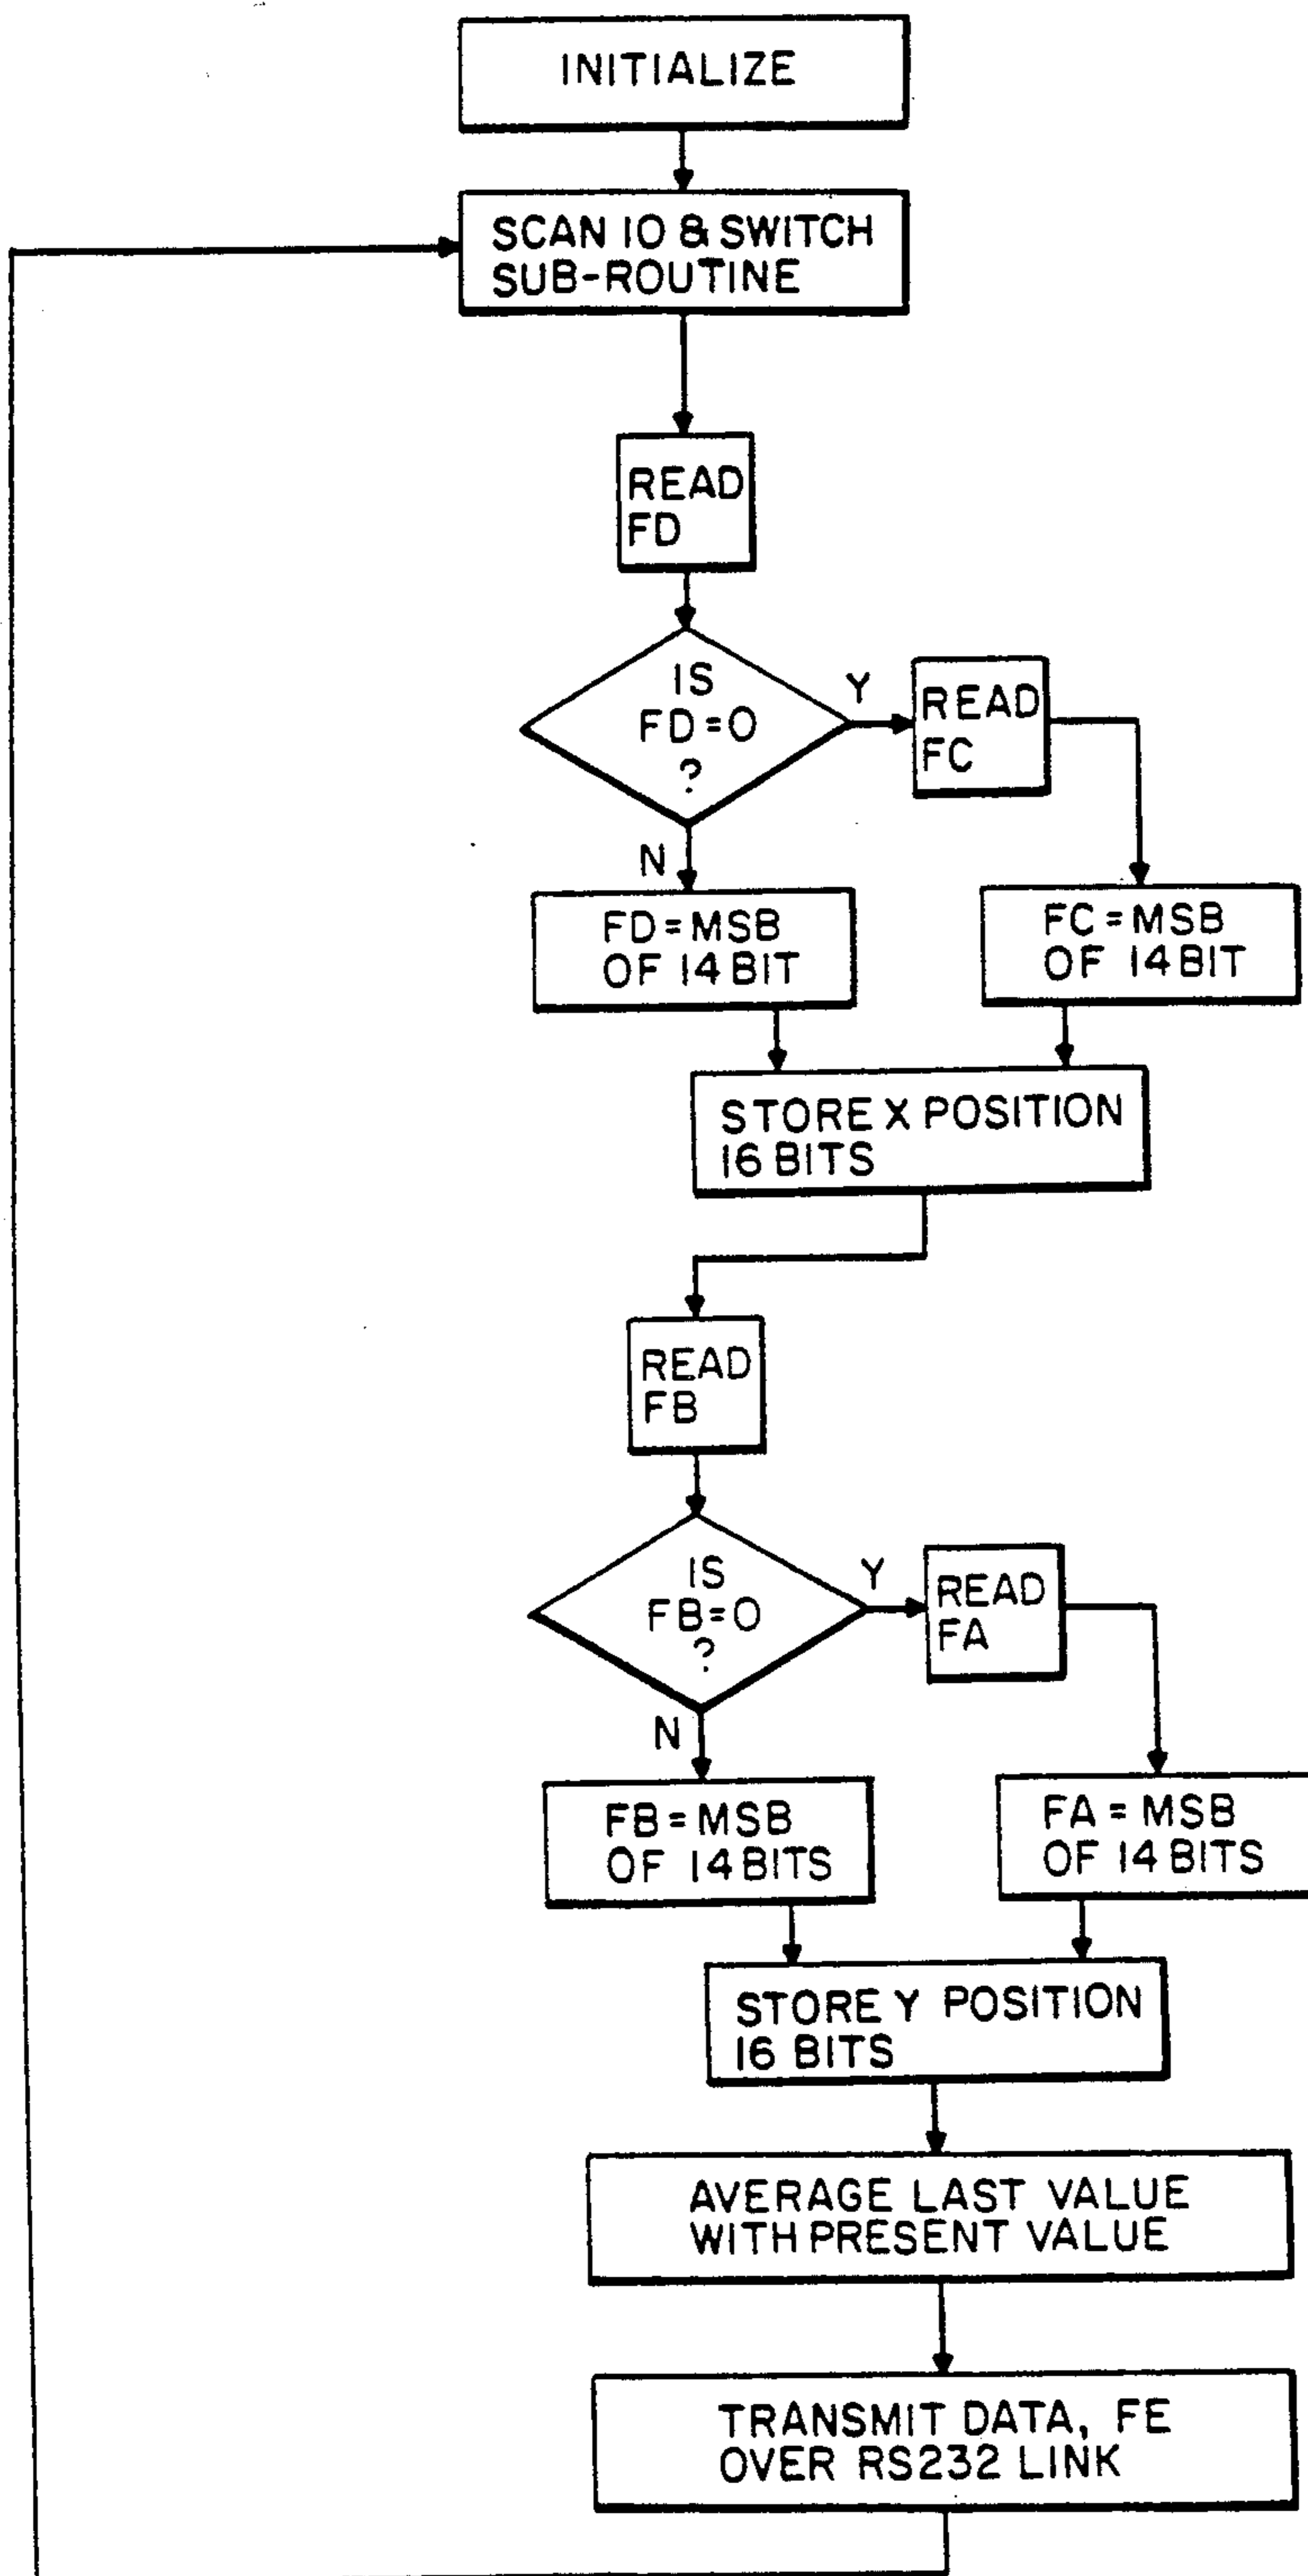 INITIALIZE
SCAN IO & SWITCH
SUB-ROUTINE
READ
FD
IS
FD=0
?
Y
READ
FC
N
FD=MSB
OF 14 BIT
FC=MSB
OF 14 BIT
STORE X POSITION
16 BITS
READ
FB
IS
FB=0
?
Y
READ
FA
N
FB=MSB
OF 14 BITS
FA=MSB
OF 14 BITS
STORE Y POSITION
16 BITS
AVERAGE LAST VALUE
WITH PRESENT VALUE
TRANSMIT DATA, FE
OVER RS232 LINK